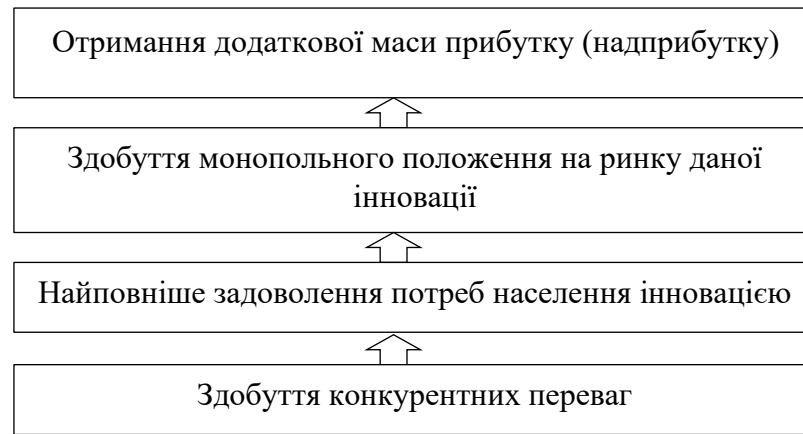 Отримання додаткової маси прибутку (надприбутку)
Здобуття монопольного положення на ринку даної
інновації
Найповніше задоволення потреб населення інновацією
Здобуття конкурентних переваг